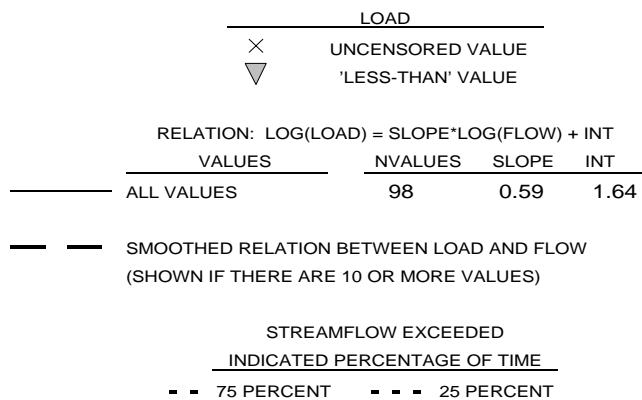 LOAD
UNCENSORED VALUE
'LESS-THAN' VALUE
RELATION: LOG(LOAD) = SLOPE*LOG(FLOW) + INT
VALUES NVALUES SLOPE INT
ALL VALUES 98 0.59 1.64
SMOOTHED RELATION BETWEEN LOAD AND FLOW
(SHOWN IF THERE ARE 10 OR MORE VALUES)
STREAMFLOW EXCEEDED
INDICATED PERCENTAGE OF TIME
75 PERCENT 25 PERCENT